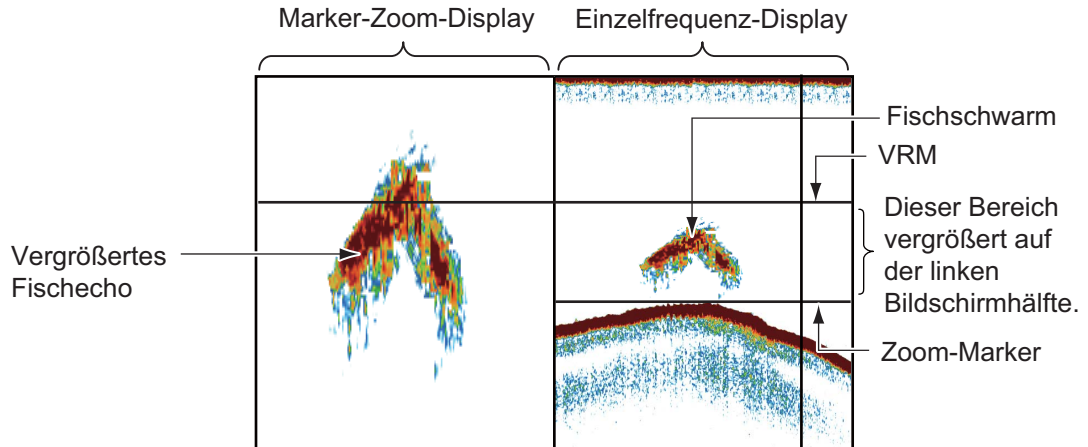 Marker-Zoom-Display
Einzelfrequenz-Display
Fischschwarm
VRM
Dieser Bereich
vergrößert auf
der linken
Bildschirmhälfte.
Vergrößertes
Fischecho
Zoom-Marker